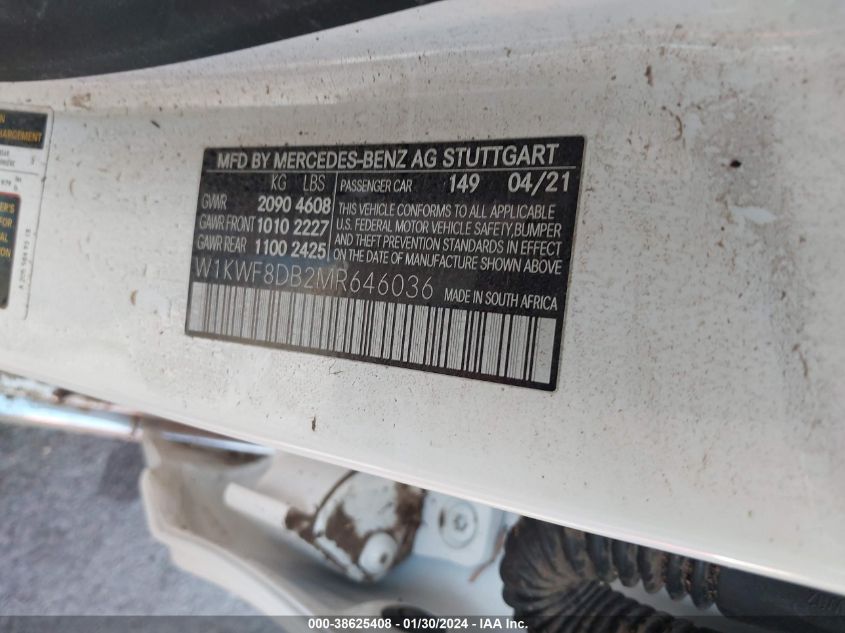 N
CHARGEMENT
ER'S
FOR
MFD BY MERCEDES-BENZ AG STUTTGART
KG LBS
GVWR 2090 4608
GAWR FRONT 1010 2227
GAWR REAR 1100 2425
PASSENGER CAR 149 04/21
THIS VEHICLE CONFORMS TO ALL APPLICABLE
U.S. FEDERAL MOTOR VEHICLE SAFETY, BUMPER
AND THEFT PREVENTION STANDARDS IN EFFECT
ON DATE OF MANUFACTURE SHOWN ABOVE
W1KWF8DB2MR646036
MADE IN SOUTH AFRICA
000-38625408 - 01/30/2024 - IAA Inc.